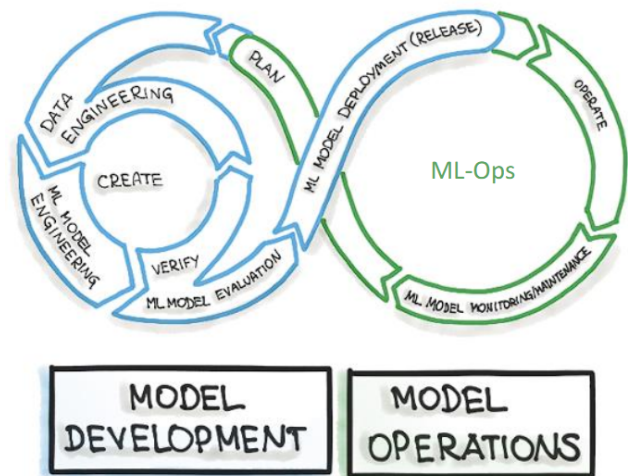 DATA
ENGINEERING
PLAN
CREATE
ML MODEL
ENGINEERING
VERIFY
ML MODEL EVALUATION
ML MODEL DEPLOYMENT (RELEASE)
OPERATE
ML-Ops
ML MODEL MONITORING/MAINTENANCE
MODEL
DEVELOPMENT
MODEL
OPERATIONS